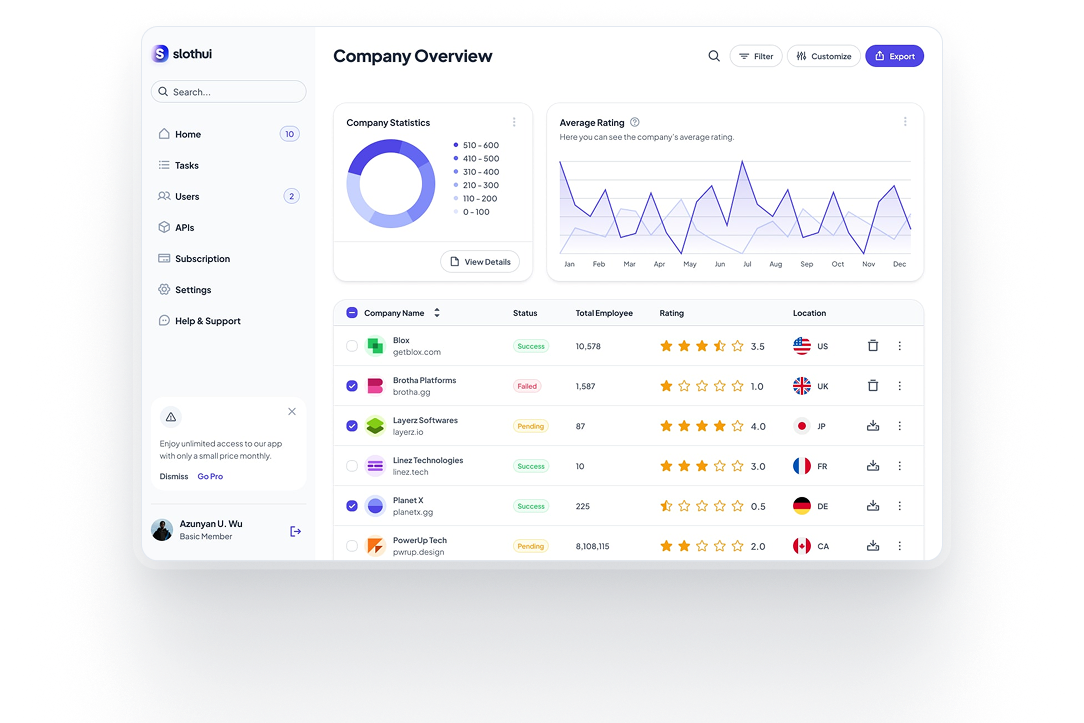 S slothui
Search...
Home 10
Tasks
Users 2
APIs
Subscription
Settings
Help & Support
Enjoy unlimited access to our app
with only a small price monthly.
Dismiss Go Pro
Azunyan U. Wu
Basic Member
Company Overview
Filter Customize Export
Company Statistics
510 - 600
410 - 500
310 - 400
210 - 300
110 - 200
0 - 100
View Details
Average Rating ?
Here you can see the company's average rating.
Jan Feb Mar Apr May Jun Jul Aug Sep Oct Nov Dec
Company Name Status Total Employee Rating Location
Blox
getblox.com
Success 10,578 3.5 US
Brotha Platforms
brotha.gg
Failed 1,587 1.0 UK
Layerz Softwares
layerz.io
Pending 87 4.0 JP
Linez Technologies
linez.tech
Success 10 3.0 FR
Planet X
planetx.gg
Success 225 0.5 DE
PowerUp Tech
pwrup.design
Pending 8,108,115 2.0 CA